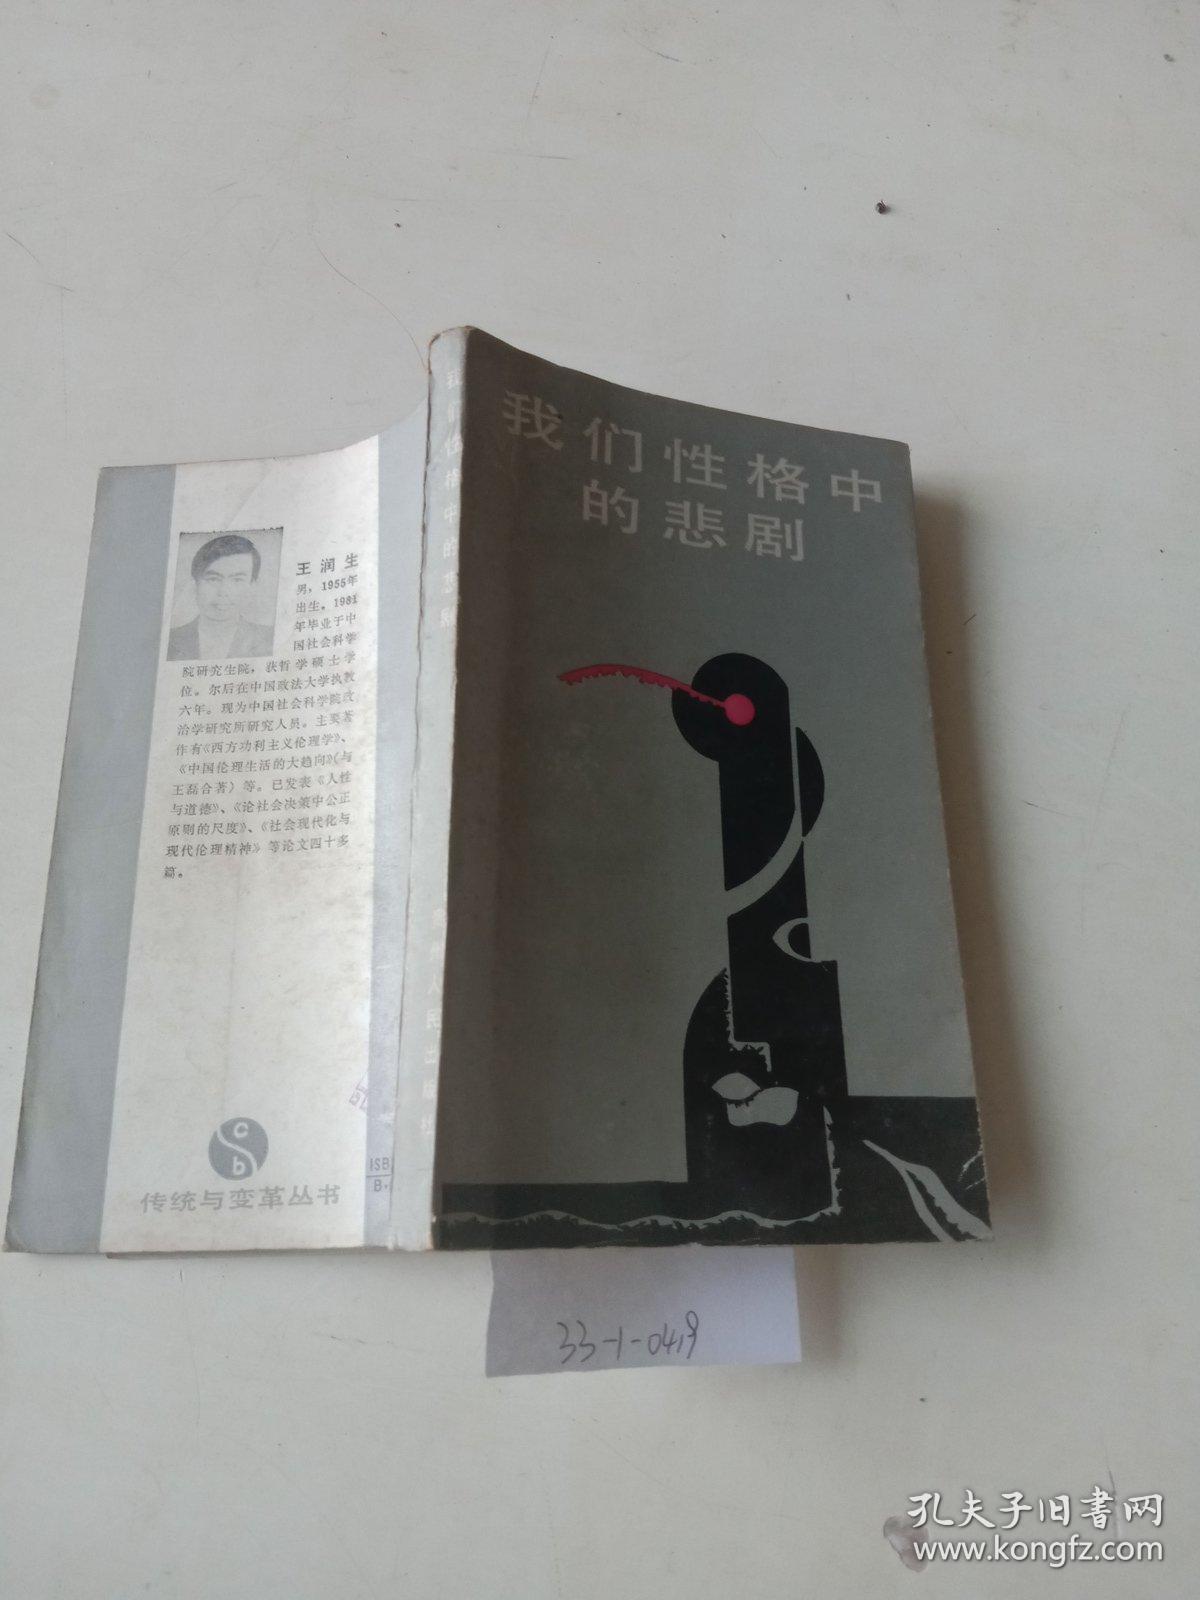 我们性格中
的悲剧
我们性格中的悲剧
州人民出版社
王润生
男，1955年
出生。1981
年毕业于中
国社会科学
院研究生院，获哲学硕士学
位。尔后在中国政法大学执教
六年。现为中国社会科学院政
治学研究所研究人员。主要著
作有《西方功利主义伦理学》、
《中国伦理生活的大趋向》（与
王磊合著）等。已发表《人性
与道德》、《论社会决策中公正
原则的尺度》、《社会现代化与
现代伦理精神》等论文四十多
篇。
c
b
传统与变革丛书
ISB
B·
33-1-0419
孔夫子旧书网
www.kongfz.com